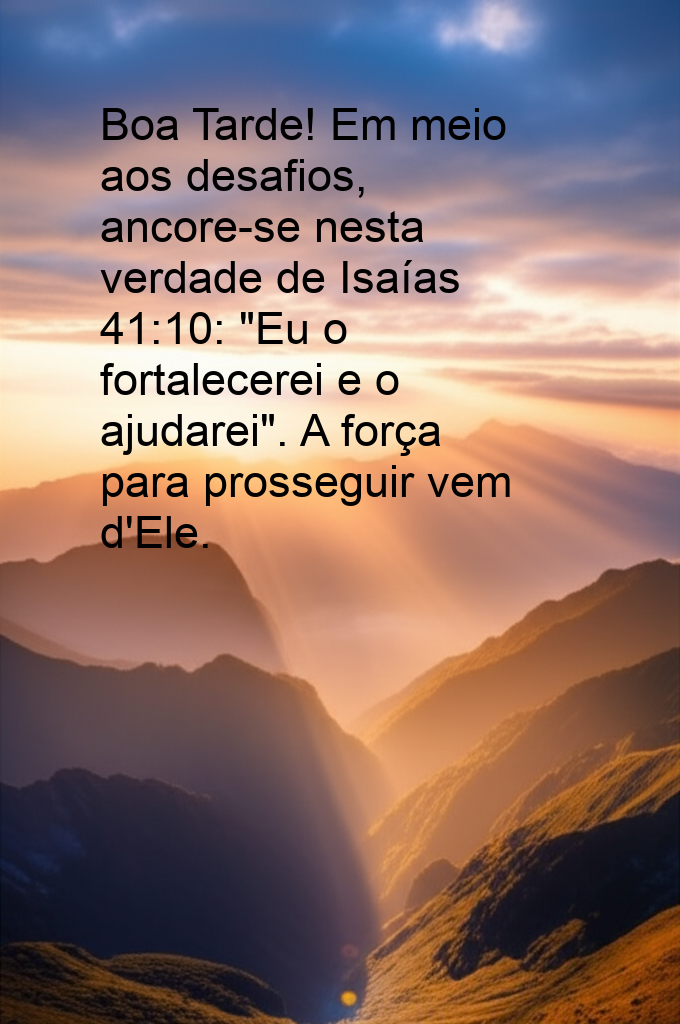 Boa Tarde! Em meio
aos desafios,
ancore-se nesta
verdade de Isaías
41:10: "Eu o
fortalecerei e o
ajudarei". A força
para prosseguir vem
d'Ele.